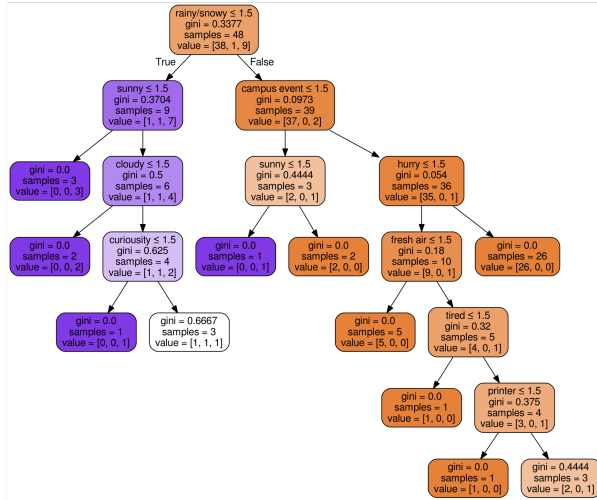 rainy/snowy ≤ 1.5
gini = 0.3377
samples = 48
value = [38, 1, 9]
True
False
sunny ≤ 1.5
gini = 0.3704
samples = 9
value = [1, 1, 7]
campus event ≤ 1.5
gini = 0.0973
samples = 39
value = [37, 0, 2]
gini = 0.0
samples = 3
value = [0, 0, 3]
cloudy ≤ 1.5
gini = 0.5
samples = 6
value = [1, 1, 4]
sunny ≤ 1.5
gini = 0.4444
samples = 3
value = [2, 0, 1]
hurry ≤ 1.5
gini = 0.054
samples = 36
value = [35, 0, 1]
gini = 0.0
samples = 2
value = [0, 0, 2]
curiousity ≤ 1.5
gini = 0.625
samples = 4
value = [1, 1, 2]
gini = 0.0
samples = 1
value = [0, 0, 1]
gini = 0.0
samples = 2
value = [2, 0, 0]
fresh air ≤ 1.5
gini = 0.18
samples = 10
value = [9, 0, 1]
gini = 0.0
samples = 26
value = [26, 0, 0]
gini = 0.0
samples = 1
value = [0, 0, 1]
gini = 0.6667
samples = 3
value = [1, 1, 1]
gini = 0.0
samples = 5
value = [5, 0, 0]
tired ≤ 1.5
gini = 0.32
samples = 5
value = [4, 0, 1]
gini = 0.0
samples = 1
value = [1, 0, 0]
printer ≤ 1.5
gini = 0.375
samples = 4
value = [3, 0, 1]
gini = 0.0
samples = 1
value = [1, 0, 0]
gini = 0.4444
samples = 3
value = [2, 0, 1]